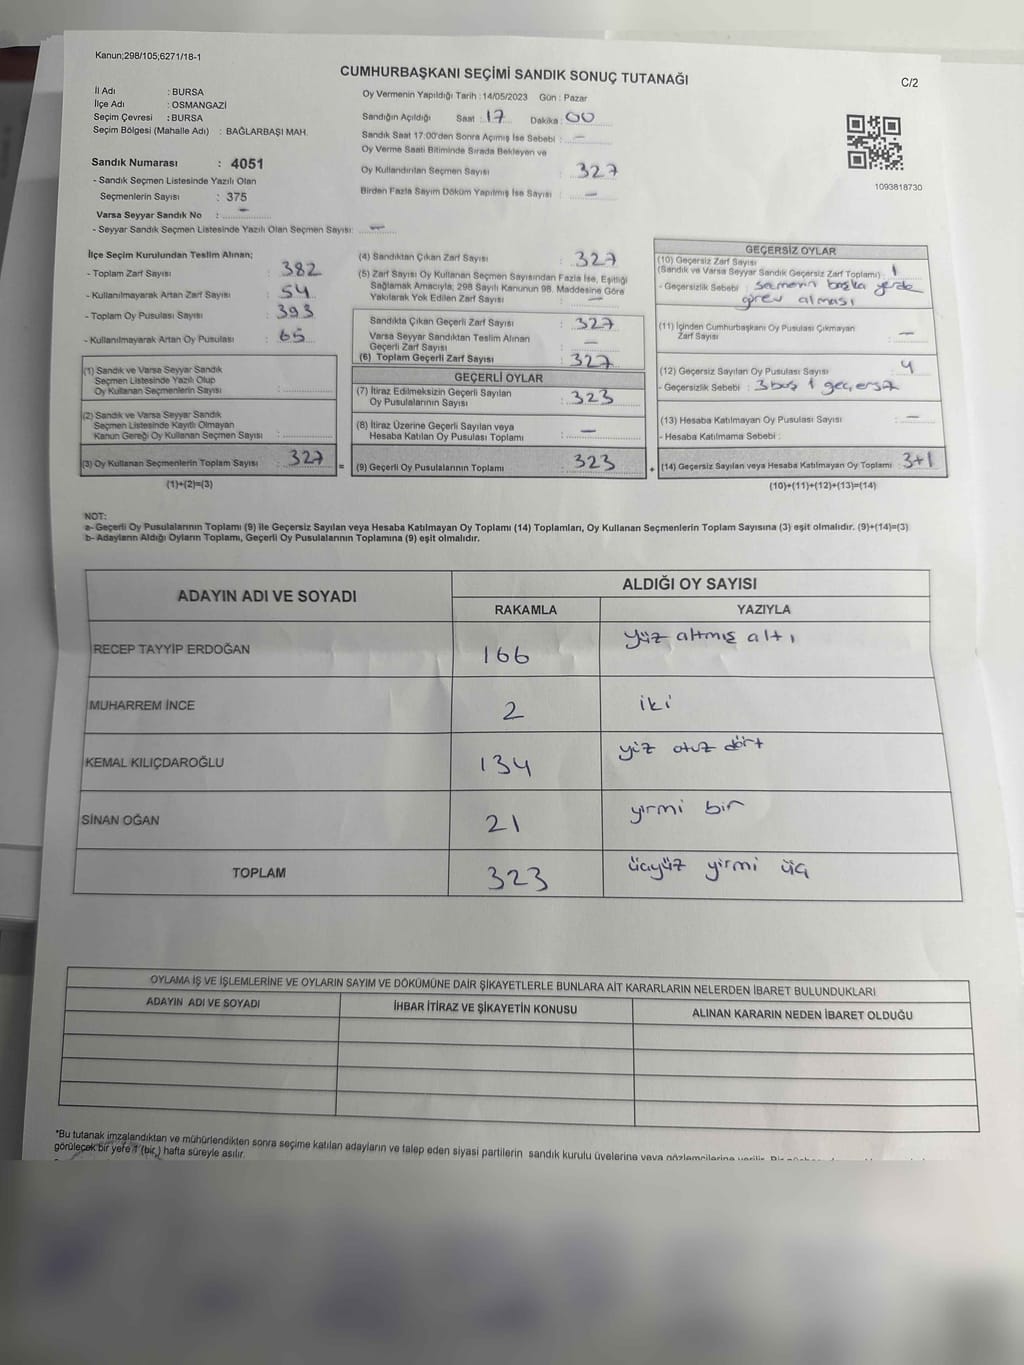 Kanun;298/105;6271/18-1
CUMHURBAŞKANI SEÇİMİ SANDIK SONUÇ TUTANAĞI
C/2
İl Adı : BURSA
İlçe Adı : OSMANGAZİ
Seçim Çevresi : BURSA
Seçim Bölgesi (Mahalle Adı) : BAĞLARBAŞI MAH.
Sandık Numarası : 4051
- Sandık Seçmen Listesinde Yazılı Olan
Seçmenlerin Sayısı : 375
Varsa Seyyar Sandık No : —
- Seyyar Sandık Seçmen Listesinde Yazılı Olan Seçmen Sayısı: —
Oy Vermenin Yapıldığı Tarih : 14/05/2023 Gün : Pazar
Sandığın Açıldığı Saat : 17 Dakika : 00
Sandık Saat 17:00'den Sonra Açımış İse Sebebi : —
Oy Verme Saati Bitiminde Sırada Bekleyen ve
Oy Kullandırılan Seçmen Sayısı : 327
Birden Fazla Sayım Döküm Yapılmış İse Sayısı : —
1093818730
İlçe Seçim Kurulundan Teslim Alınan;
- Toplam Zarf Sayısı : 382
- Kullanılmayarak Artan Zarf Sayısı : 54
- Toplam Oy Pusulası Sayısı : 393
- Kullanılmayarak Artan Oy Pusulası : 65
(1) Sandık ve Varsa Seyyar Sandık
Seçmen Listesinde Yazılı Olup
Oy Kullanan Seçmenlerin Sayısı :
(2) Sandık ve Varsa Seyyar Sandık
Seçmen Listesinde Kayıtlı Olmayan
Kanun Gereği Oy Kullanan Seçmen Sayısı :
(3) Oy Kullanan Seçmenlerin Toplam Sayısı : 327
(1)+(2)=(3)
=
(4) Sandıktan Çıkan Zarf Sayısı : 327
(5) Zarf Sayısı Oy Kullanan Seçmen Sayısından Fazla İse, Eşitliği
Sağlamak Amacıyla; 298 Sayılı Kanunun 98. Maddesine Göre
Yakılarak Yok Edilen Zarf Sayısı : —
Sandıkta Çıkan Geçerli Zarf Sayısı : 327
Varsa Seyyar Sandıktan Teslim Alınan
Geçerli Zarf Sayısı : —
(6) Toplam Geçerli Zarf Sayısı : 327
GEÇERLİ OYLAR
(7) İtiraz Edilmeksizin Geçerli Sayılan
Oy Pusulalarının Sayısı : 323
(8) İtiraz Üzerine Geçerli Sayılan veya
Hesaba Katılan Oy Pusulası Toplamı : —
(9) Geçerli Oy Pusulalarının Toplamı : 323
+
GEÇERSİZ OYLAR
(10) Geçersiz Zarf Sayısı
(Sandık ve Varsa Seyyar Sandık Geçersiz Zarf Toplamı) : 1
- Geçersizlik Sebebi : seçmenin başka yerde
görev alması
(11) İçinden Cumhurbaşkanı Oy Pusulası Çıkmayan
Zarf Sayısı : —
(12) Geçersiz Sayılan Oy Pusulası Sayısı : 4
- Geçersizlik Sebebi : 3 boş 1 geçersiz
(13) Hesaba Katılmayan Oy Pusulası Sayısı : —
- Hesaba Katılmama Sebebi :
(14) Geçersiz Sayılan veya Hesaba Katılmayan Oy Toplamı : 3+1
(10)+(11)+(12)+(13)=(14)
NOT:
a- Geçerli Oy Pusulalarının Toplamı (9) ile Geçersiz Sayılan veya Hesaba Katılmayan Oy Toplamı (14) Toplamları, Oy Kullanan Seçmenlerin Toplam Sayısına (3) eşit olmalıdır. (9)+(14)=(3)
b- Adayların Aldığı Oyların Toplamı, Geçerli Oy Pusulalarının Toplamına (9) eşit olmalıdır.
ADAYIN ADI VE SOYADI ALDIĞI OY SAYISI
RAKAMLA YAZIYLA
RECEP TAYYİP ERDOĞAN 166 yüz altmış altı
MUHARREM İNCE 2 iki
KEMAL KILIÇDAROĞLU 134 yüz otuz dört
SİNAN OĞAN 21 yirmi bir
TOPLAM 323 üçyüz yirmi üç
OYLAMA İŞ VE İŞLEMLERİNE VE OYLARIN SAYIM VE DÖKÜMÜNE DAİR ŞİKAYETLERLE BUNLARA AİT KARARLARIN NELERDEN İBARET BULUNDUKLARI
ADAYIN ADI VE SOYADI İHBAR İTİRAZ VE ŞİKAYETİN KONUSU ALINAN KARARIN NEDEN İBARET OLDUĞU
*Bu tutanak imzalandıktan ve mühürlendikten sonra seçime katılan adayların ve talep eden siyasi partilerin sandık kurulu üyelerine veya gözlemcilerine verilir.
görülecek bir yere 1 (bir) hafta süreyle asılır.